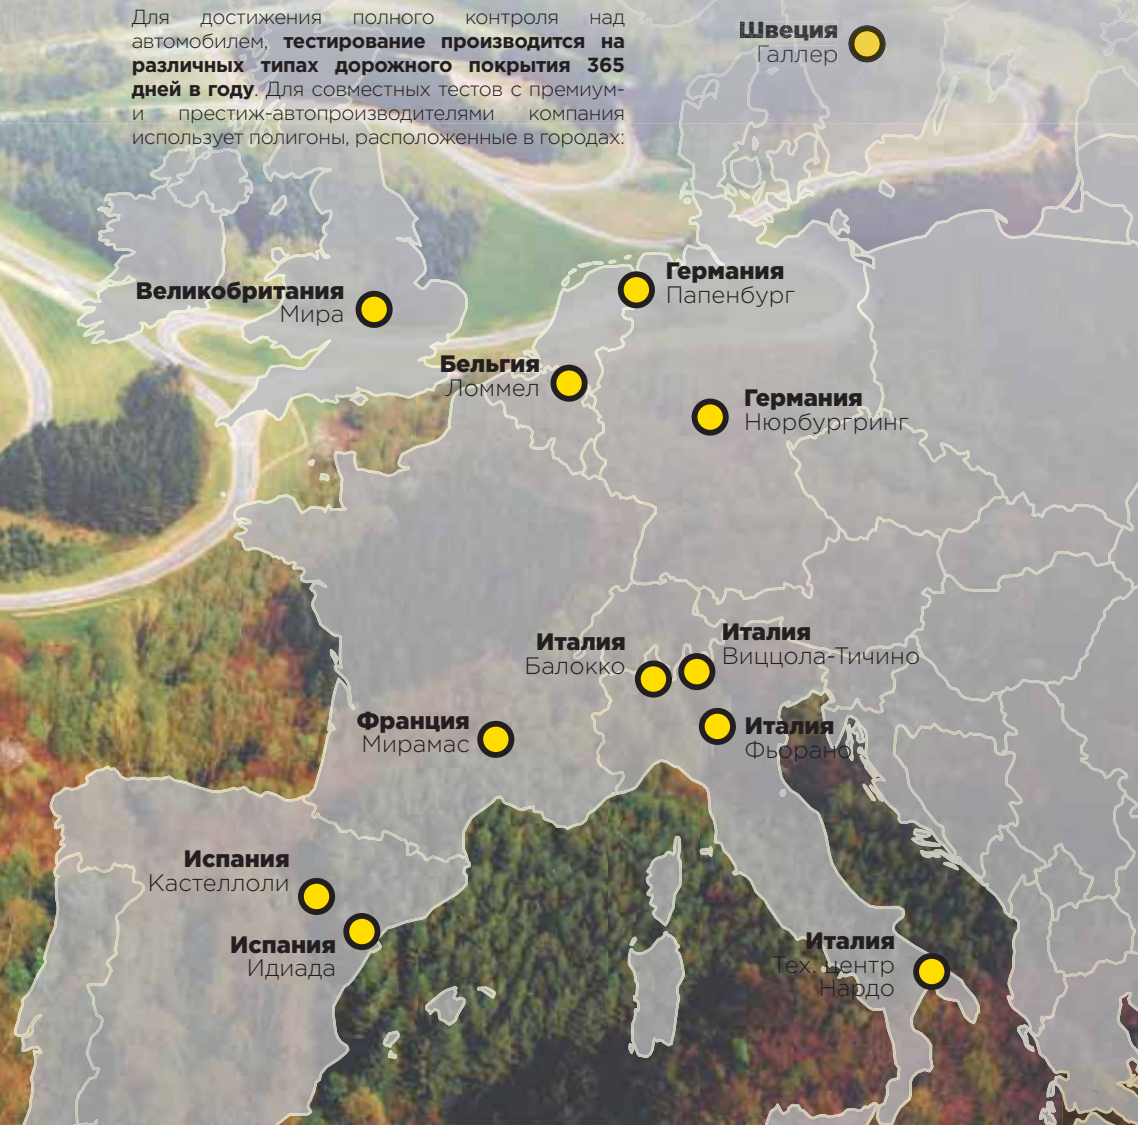 Для достижения полного контроля над
автомобилем, тестирование производится на
различных типах дорожного покрытия 365
дней в году. Для совместных тестов с премиум-
и престиж-автопроизводителями компания
использует полигоны, расположенные в городах:
Швеция
Галлер
Германия
Папенбург
Великобритания
Мира
Бельгия
Ломмел
Германия
Нюрбургринг
Италия
Балокко
Италия
Виццола-Тичино
Франция
Мирамас
Италия
Фьорано
Испания
Кастеллоли
Испания
Идиада
Италия
Тех. центр
Нардо